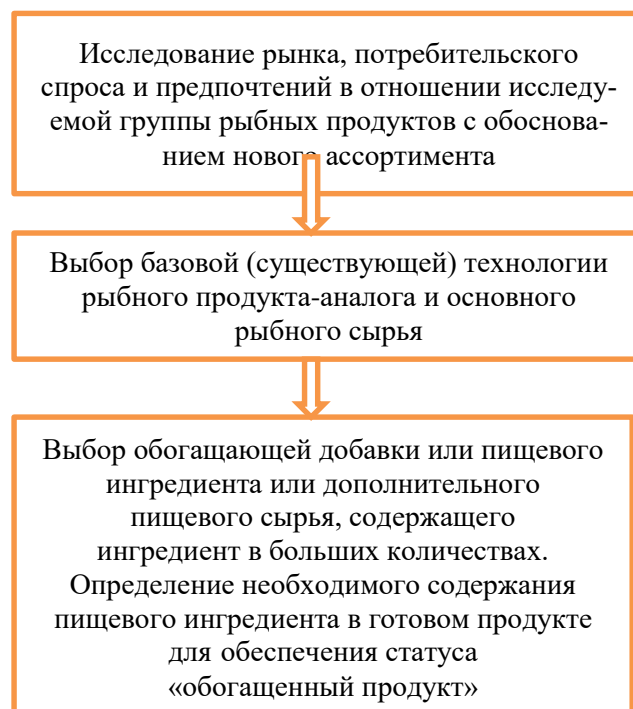 Исследование рынка, потребительского
спроса и предпочтений в отношении исследу-
емой группы рыбных продуктов с обоснова-
нием нового ассортимента
Выбор базовой (существующей) технологии
рыбного продукта-аналога и основного
рыбного сырья
Выбор обогащающей добавки или пищевого
ингредиента или дополнительного
пищевого сырья, содержащего
ингредиент в больших количествах.
Определение необходимого содержания
пищевого ингредиента в готовом продукте
для обеспечения статуса
«обогащенный продукт»